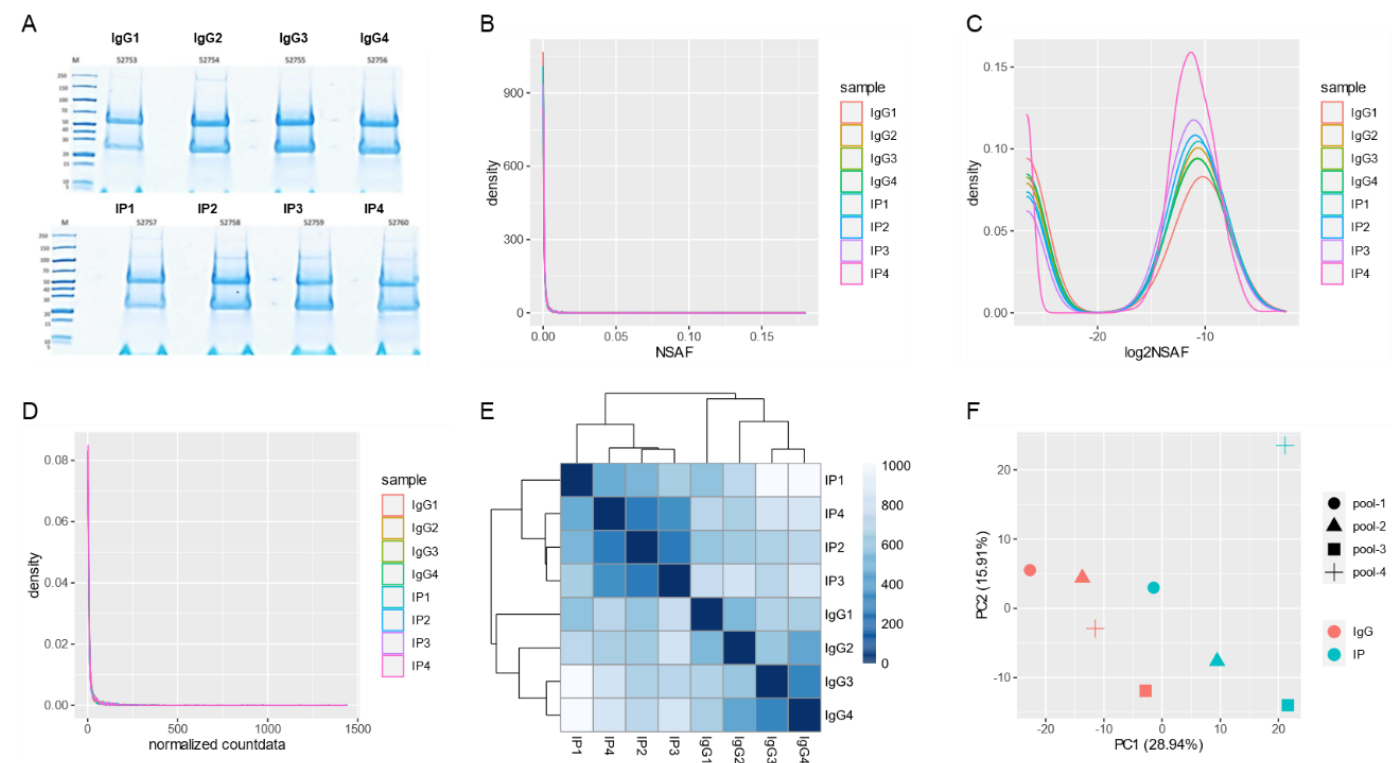 A
IgG1 IgG2 IgG3 IgG4
M 52753 52754 52755 52756
250
150
100
70
50
40
30
20
15
10
5
IP1 IP2 IP3 IP4
M 52757 52758 52759 52760
250
150
100
70
50
40
30
20
15
10
5
B
density
900
600
300
0
0.00 0.05 0.10 0.15
NSAF
sample
IgG1
IgG2
IgG3
IgG4
IP1
IP2
IP3
IP4
C
density
0.15
0.10
0.05
0.00
-20 -10
log2NSAF
sample
IgG1
IgG2
IgG3
IgG4
IP1
IP2
IP3
IP4
D
density
0.08
0.06
0.04
0.02
0.00
0 500 1000 1500
normalized countdata
sample
IgG1
IgG2
IgG3
IgG4
IP1
IP2
IP3
IP4
E
IP1
IP4
IP2
IP3
IgG1
IgG2
IgG3
IgG4
IP1 IP4 IP2 IP3 IgG1 IgG2 IgG3 IgG4
1000
800
600
400
200
0
F
PC2 (15.91%)
20
10
0
-10
-20 -10 0 10 20
PC1 (28.94%)
pool-1
pool-2
pool-3
pool-4
IgG
IP